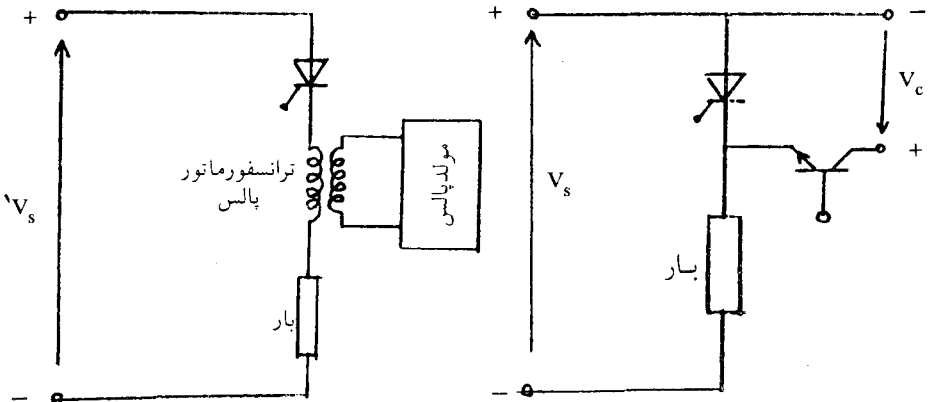 +
V's
−
ترانسفورماتور
پالس
مولد پالس
بار
+
Vs
−
بار
−
Vc
+